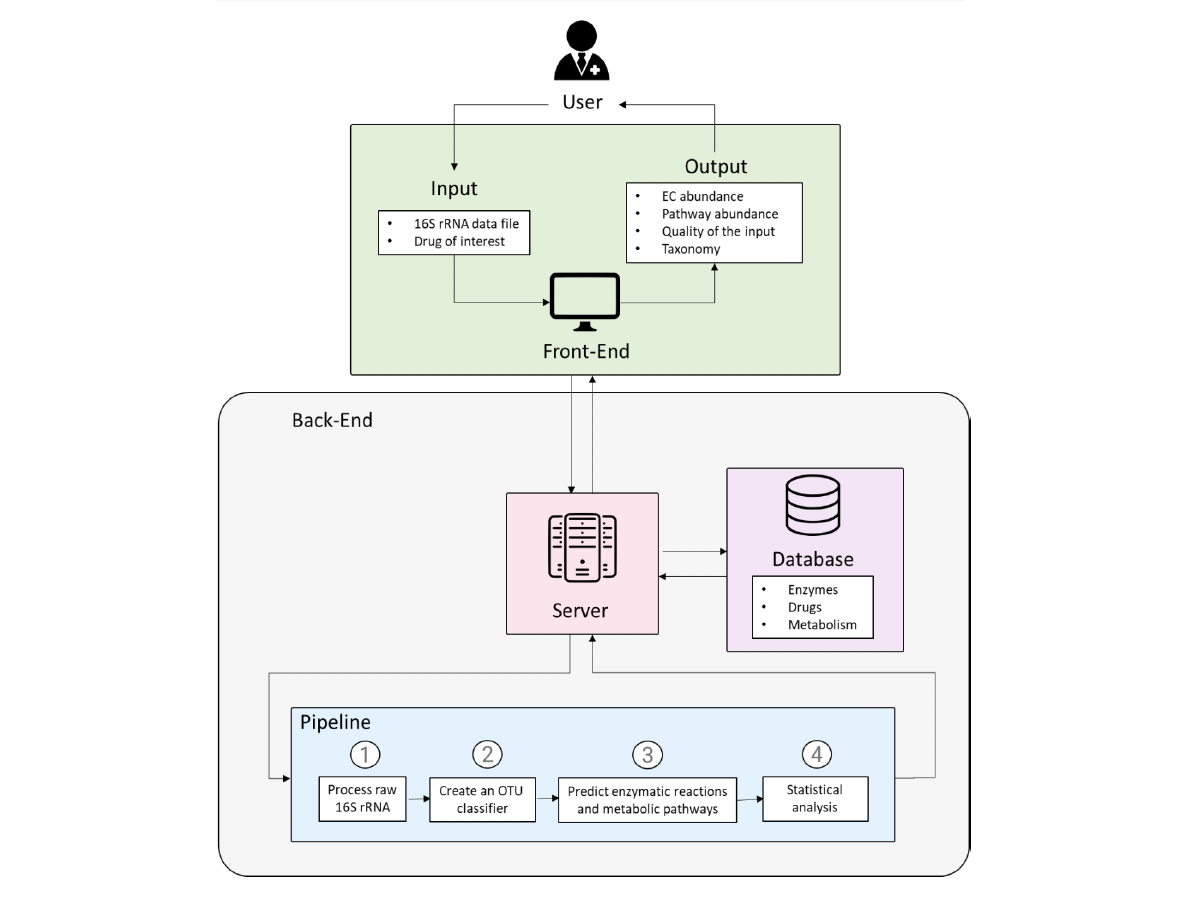 User
Input
• 16S rRNA data file
• Drug of interest
Output
• EC abundance
• Pathway abundance
• Quality of the input
• Taxonomy
Front-End
Back-End
Server
Database
• Enzymes
• Drugs
• Metabolism
Pipeline
1
Process raw
16S rRNA
2
Create an OTU
classifier
3
Predict enzymatic reactions
and metabolic pathways
4
Statistical
analysis